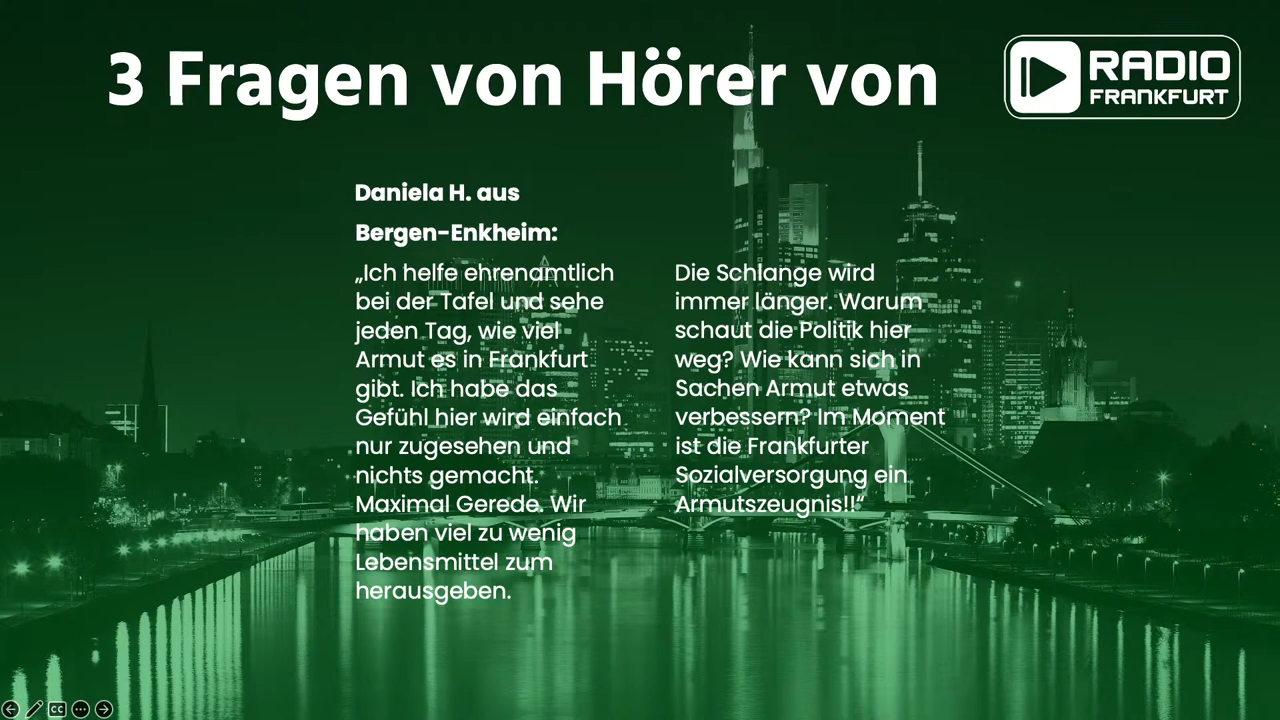 3 Fragen von Hörer von
RADIO
FRANKFURT
Daniela H. aus
Bergen-Enkheim:
„Ich helfe ehrenamtlich
bei der Tafel und sehe
jeden Tag, wie viel
Armut es in Frankfurt
gibt. Ich habe das
Gefühl hier wird einfach
nur zugesehen und
nichts gemacht.
Maximal Gerede. Wir
haben viel zu wenig
Lebensmittel zum
herausgeben.
Die Schlange wird
immer länger. Warum
schaut die Politik hier
weg? Wie kann sich in
Sachen Armut etwas
verbessern? Im Moment
ist die Frankfurter
Sozialversorgung ein
Armutszeugnis!!“
CC